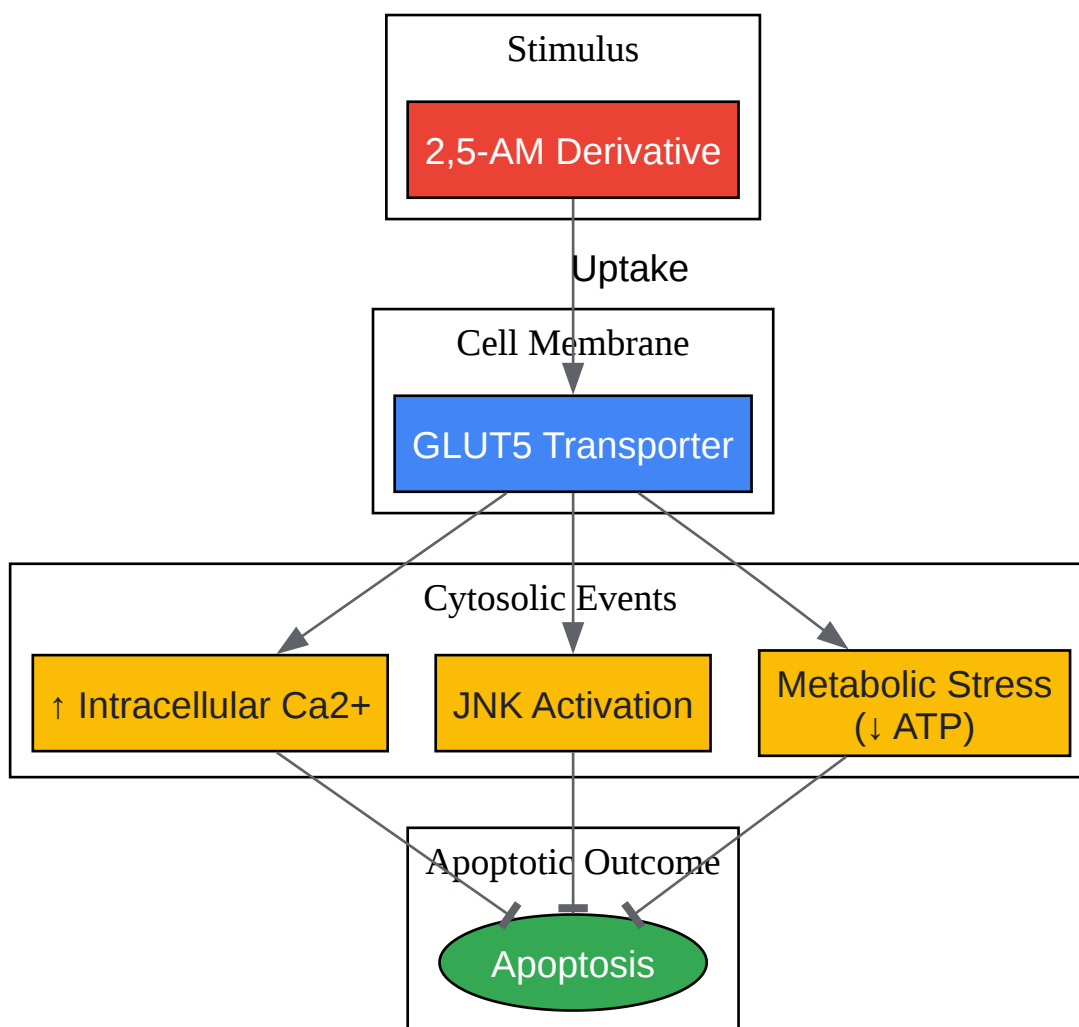 Stimulus
2,5-AM Derivative
Uptake
Cell Membrane
GLUT5 Transporter
Cytosolic Events
↑ Intracellular Ca2+
JNK Activation
Metabolic Stress
(↓ ATP)
Apoptotic Outcome
Apoptosis